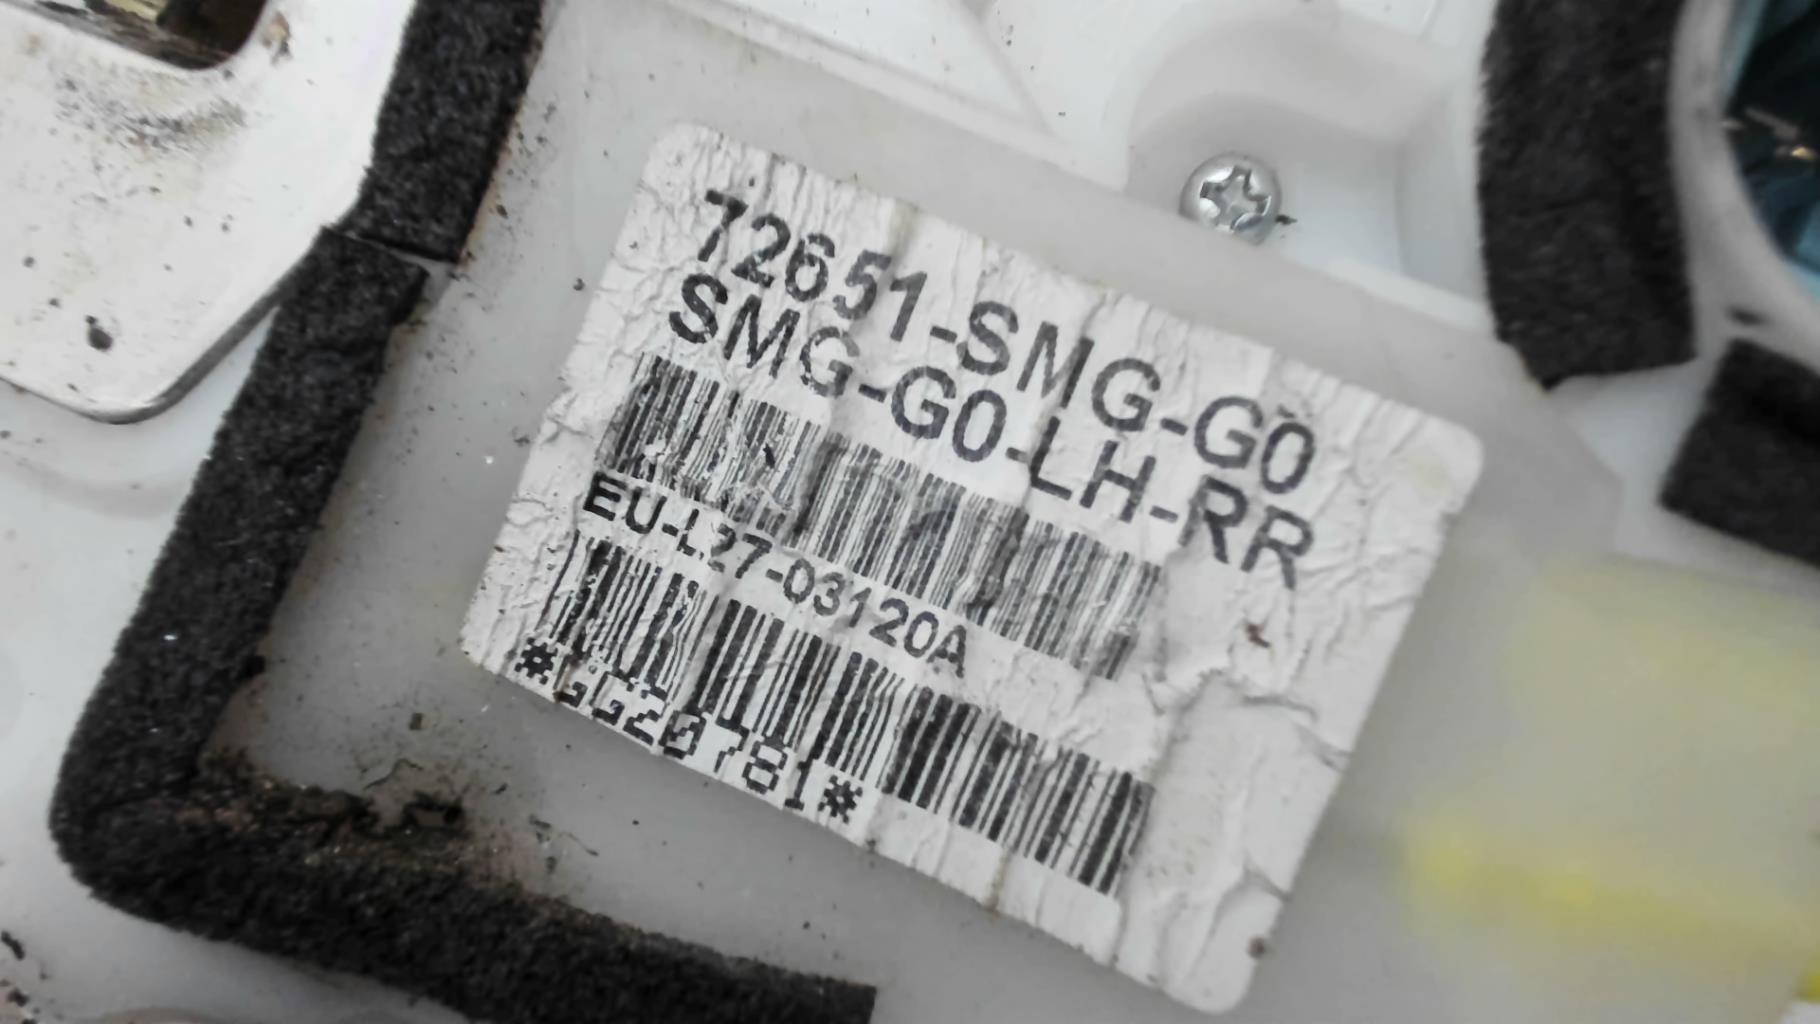 72651-SMG-G0
SMG-G0-LH-RR
EU-L27-03120A
*GG20781*